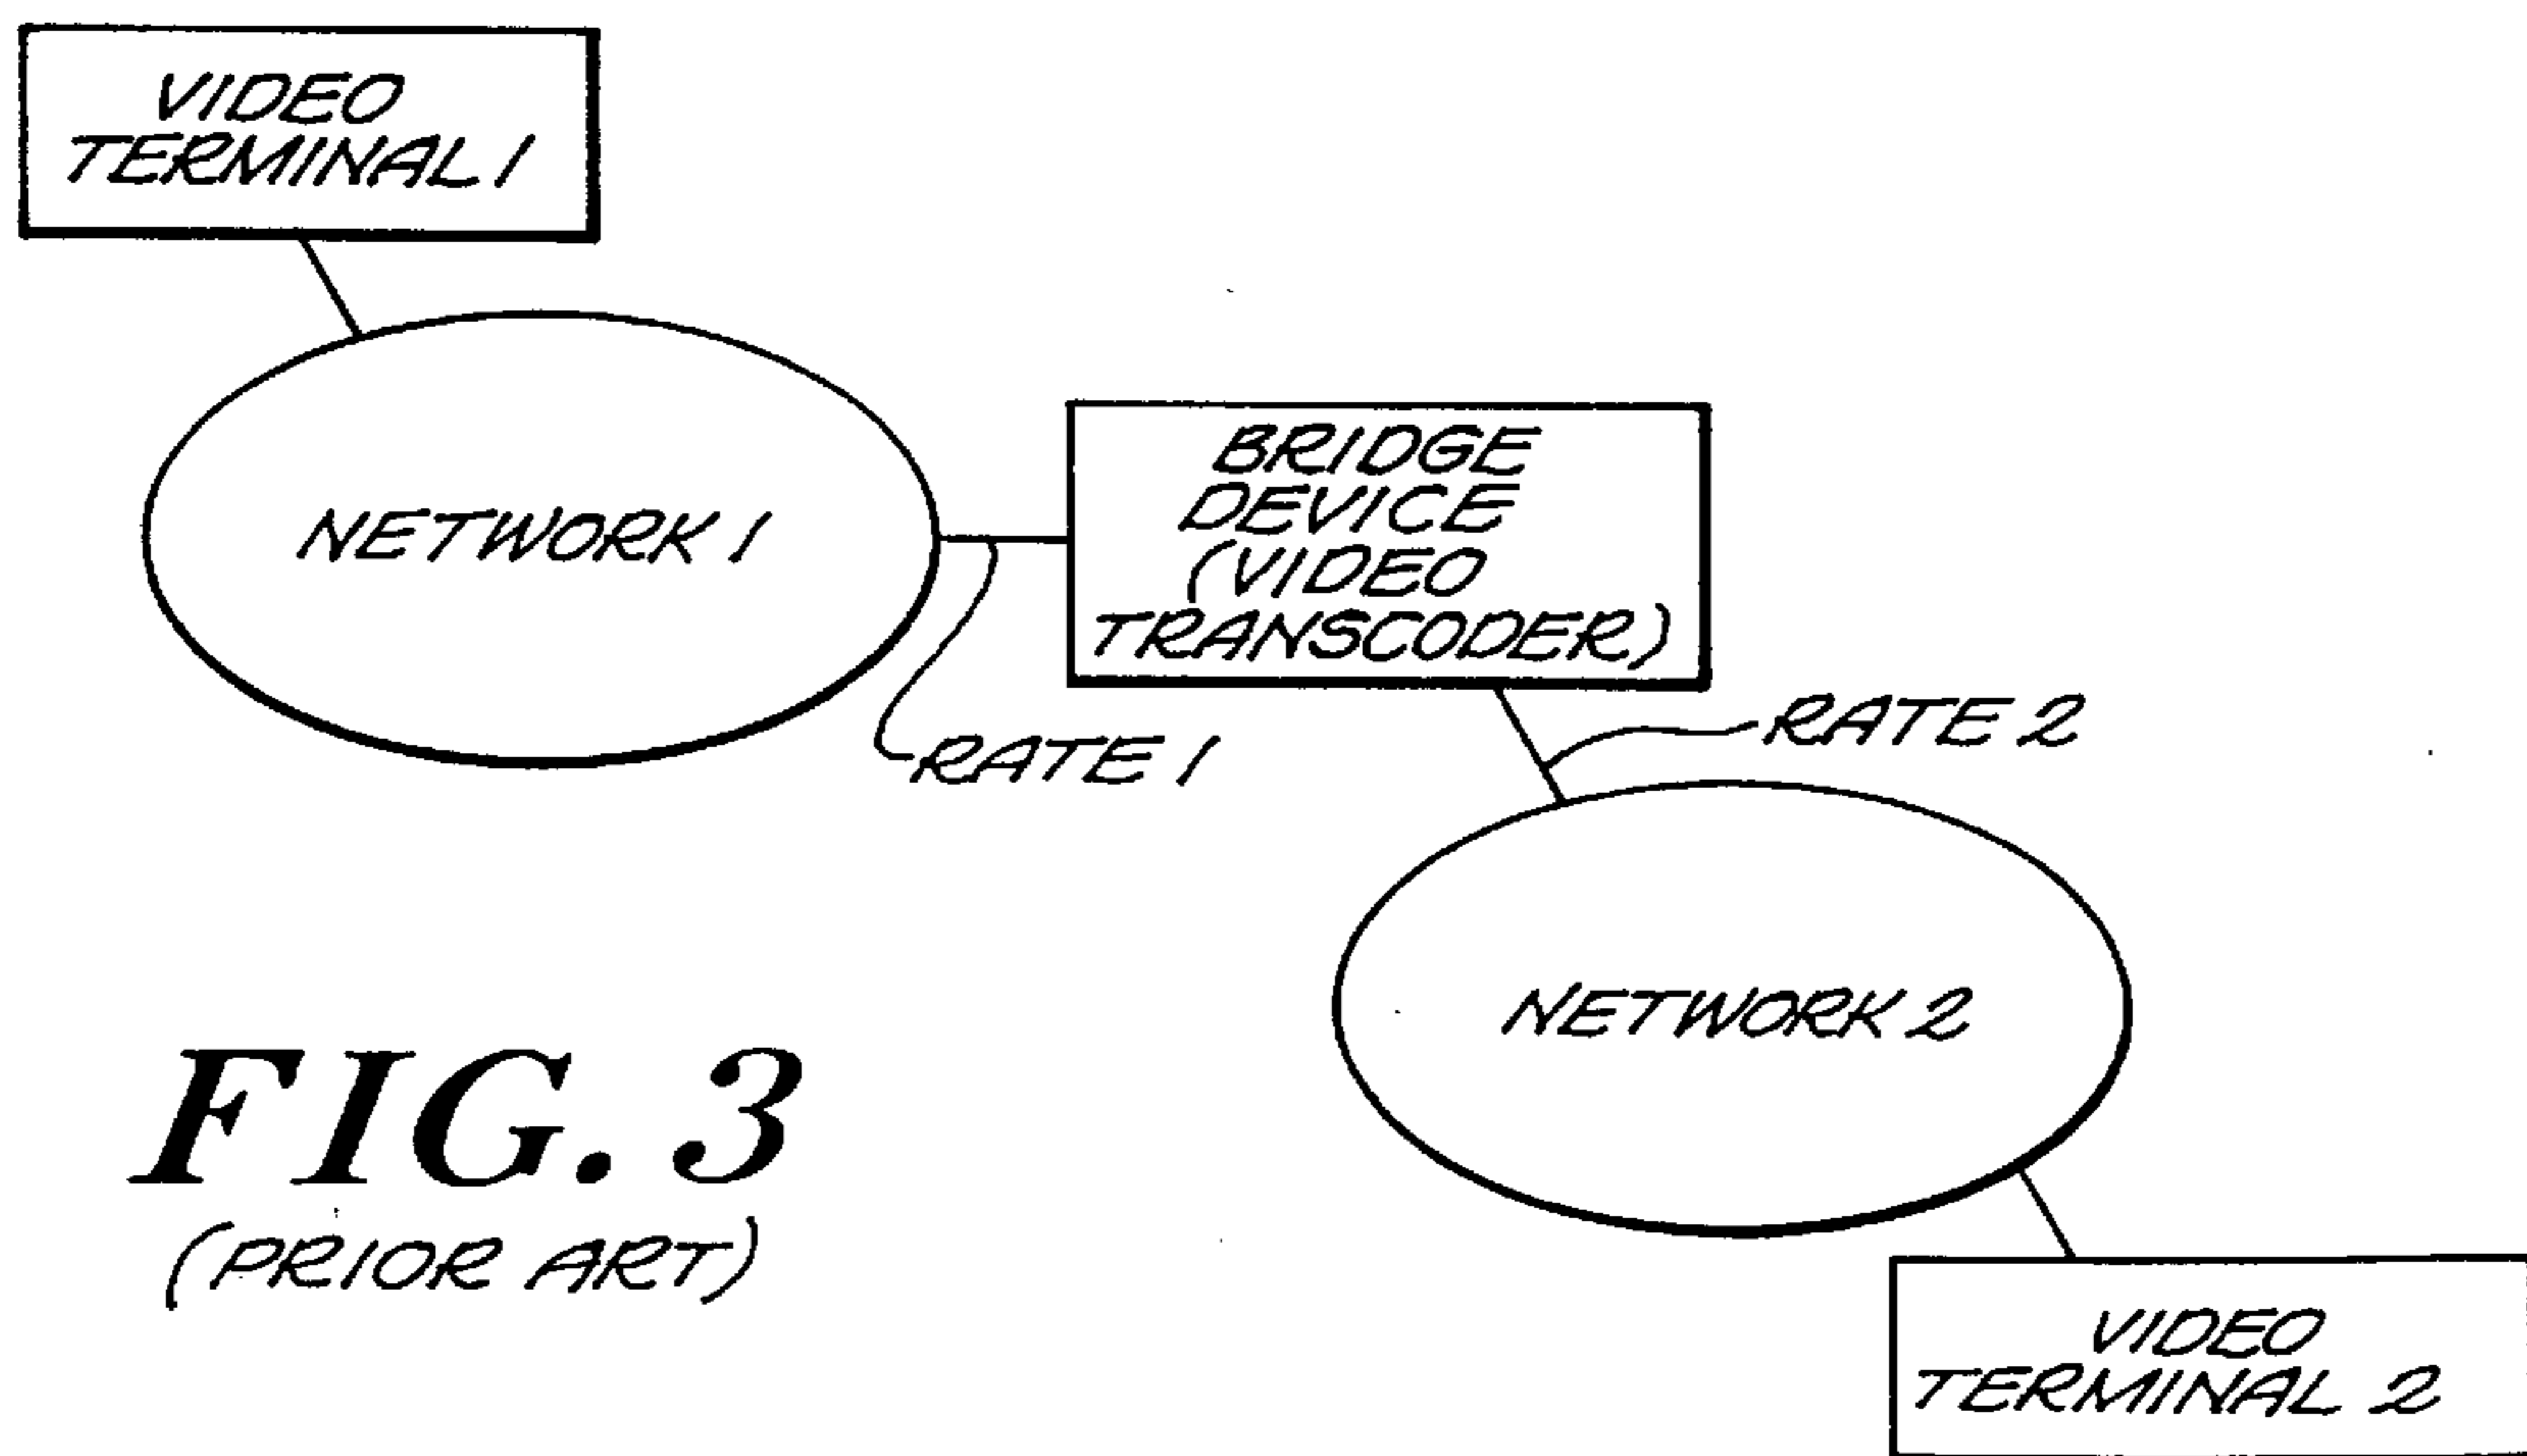 VIDEO
TERMINAL 1
NETWORK 1
BRIDGE
DEVICE
(VIDEO
TRANSCODER)
RATE 1
RATE 2
NETWORK 2
FIG. 3
(PRIOR ART)
VIDEO
TERMINAL 2